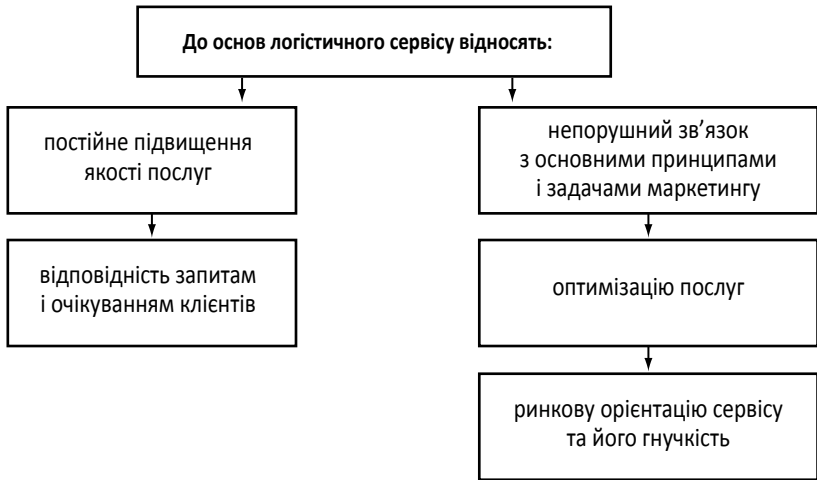 До основ логістичного сервісу відносять:
постійне підвищення
якості послуг
відповідність запитам
і очікуванням клієнтів
непорушний зв’язок
з основними принципами
і задачами маркетингу
оптимізацію послуг
ринкову орієнтацію сервісу
та його гнучкість